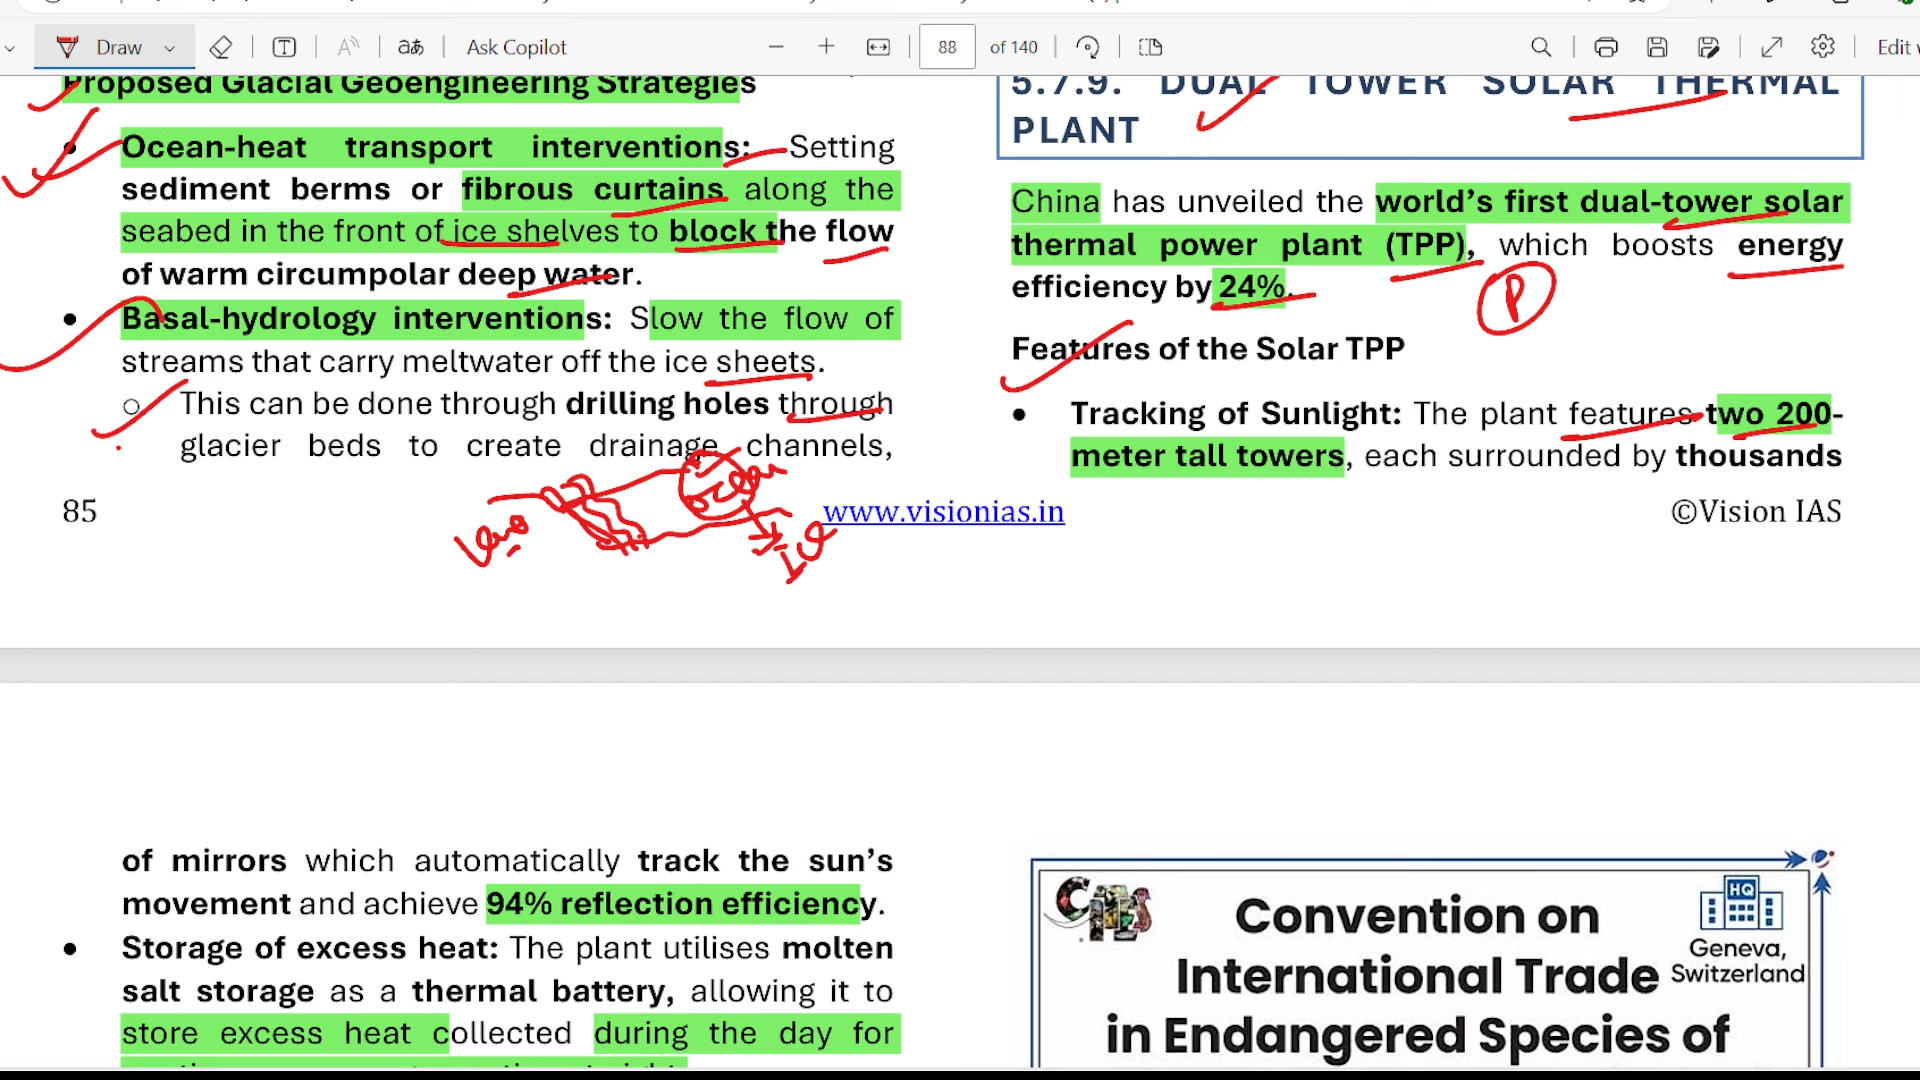 Draw
Ask Copilot
88
of 140
Edit
Proposed Glacial Geoengineering Strategies
• Ocean-heat transport interventions: Setting
sediment berms or fibrous curtains along the
seabed in the front of ice shelves to block the flow
of warm circumpolar deep water.
• Basal-hydrology interventions: Slow the flow of
streams that carry meltwater off the ice sheets.
o This can be done through drilling holes through
glacier beds to create drainage channels,
ocean
Ice
85
www.visionias.in
5.7.9. DUAL TOWER SOLAR THERMAL
PLANT
China has unveiled the world's first dual-tower solar
thermal power plant (TPP), which boosts energy
efficiency by 24%.
P
Features of the Solar TPP
• Tracking of Sunlight: The plant features two 200-
meter tall towers, each surrounded by thousands
©Vision IAS
of mirrors which automatically track the sun's
movement and achieve 94% reflection efficiency.
• Storage of excess heat: The plant utilises molten
salt storage as a thermal battery, allowing it to
store excess heat collected during the day for
CITES
HQ
Geneva,
Switzerland
Convention on
International Trade
in Endangered Species of